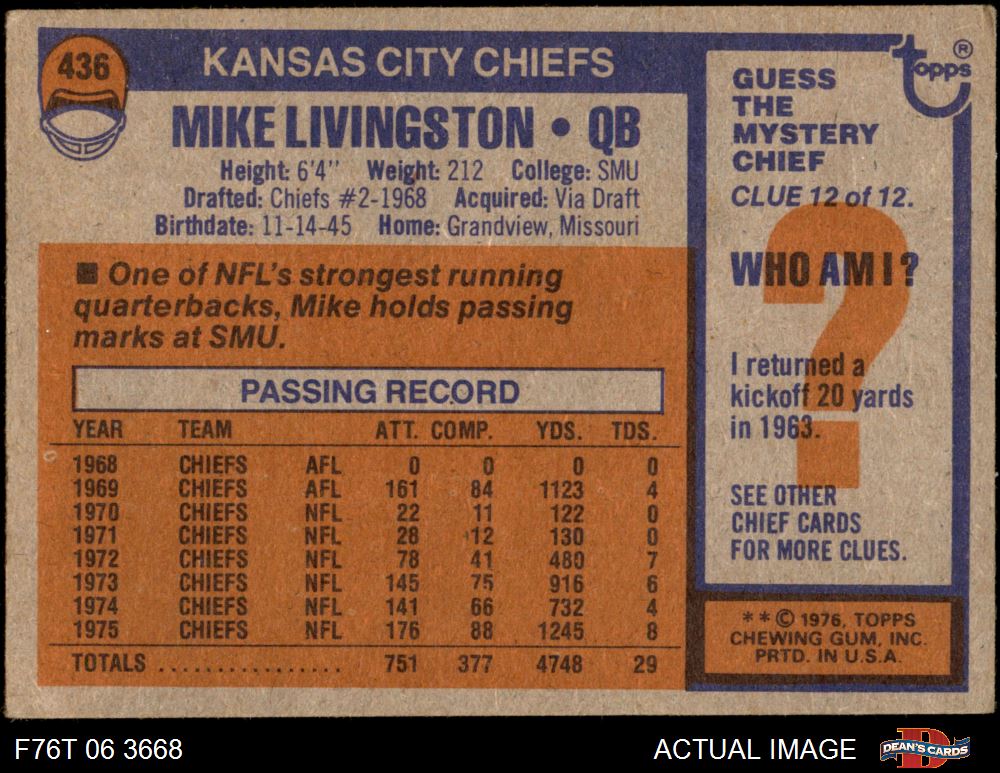 436
KANSAS CITY CHIEFS
MIKE LIVINGSTON • QB
Height: 6'4" Weight: 212 College: SMU
Drafted: Chiefs #2-1968 Acquired: Via Draft
Birthdate: 11-14-45 Home: Grandview, Missouri
■ One of NFL's strongest running
quarterbacks, Mike holds passing
marks at SMU.
PASSING RECORD
YEAR TEAM ATT. COMP. YDS. TDS.
1968 CHIEFS AFL 0 0 0 0
1969 CHIEFS AFL 161 84 1123 4
1970 CHIEFS NFL 22 11 122 0
1971 CHIEFS NFL 28 12 130 0
1972 CHIEFS NFL 78 41 480 7
1973 CHIEFS NFL 145 75 916 6
1974 CHIEFS NFL 141 66 732 4
1975 CHIEFS NFL 176 88 1245 8
TOTALS ................. 751 377 4748 29
Topps ®
GUESS
THE
MYSTERY
CHIEF
CLUE 12 of 12.
?
WHO AM I?
I returned a
kickoff 20 yards
in 1963.
SEE OTHER
CHIEF CARDS
FOR MORE CLUES.
* * © 1976, TOPPS
CHEWING GUM, INC.
PRTD. IN U.S.A.
F76T 06 3668
ACTUAL IMAGE
D
DEAN'S CARDS